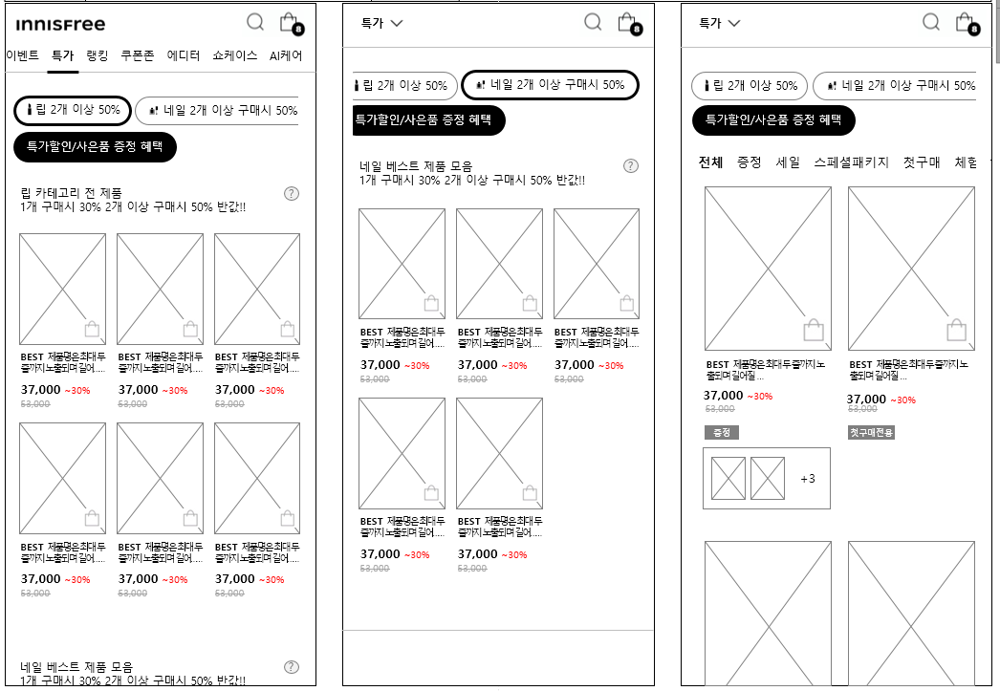 INNISFREE
8
이벤트 특가 랭킹 쿠폰존 에디터 쇼케이스 AI케어
립 2개 이상 50%
네일 2개 이상 구매시 50%
특가할인/사은품 증정 혜택
립 카테고리 전 제품
?
1개 구매시 30% 2개 이상 구매시 50% 반값!!
BEST 제품명은최대두
줄까지노출되며길어.....
37,000 ~30%
53,000
BEST 제품명은최대두
줄까지노출되며길어.....
37,000 ~30%
53,000
BEST 제품명은최대두
줄까지노출되며길어.....
37,000 ~30%
53,000
BEST 제품명은최대두
줄까지노출되며길어.....
37,000 ~30%
53,000
BEST 제품명은최대두
줄까지노출되며길어.....
37,000 ~30%
53,000
BEST 제품명은최대두
줄까지노출되며길어.....
37,000 ~30%
53,000
네일 베스트 제품 모음
?
1개 구매시 30% 2개 이상 구매시 50% 반값!!
특가
8
립 2개 이상 50%
네일 2개 이상 구매시 50%
특가할인/사은품 증정 혜택
네일 베스트 제품 모음
?
1개 구매시 30% 2개 이상 구매시 50% 반값!!
BEST 제품명은최대두
줄까지노출되며길어.....
37,000 ~30%
53,000
BEST 제품명은최대두
줄까지노출되며길어.....
37,000 ~30%
53,000
BEST 제품명은최대두
줄까지노출되며길어.....
37,000 ~30%
53,000
BEST 제품명은최대두
줄까지노출되며길어.....
37,000 ~30%
53,000
BEST 제품명은최대두
줄까지노출되며길어.....
37,000 ~30%
53,000
특가
8
립 2개 이상 50%
네일 2개 이상 구매시 50%
특가할인/사은품 증정 혜택
전체 증정 세일 스페셜패키지 첫구매 체험
BEST 제품명은최대두줄까지노
출되며길어질...
37,000 ~30%
53,000
증정
+3
BEST 제품명은최대두줄까지노
출되며길어질...
37,000 ~30%
53,000
첫구매전용